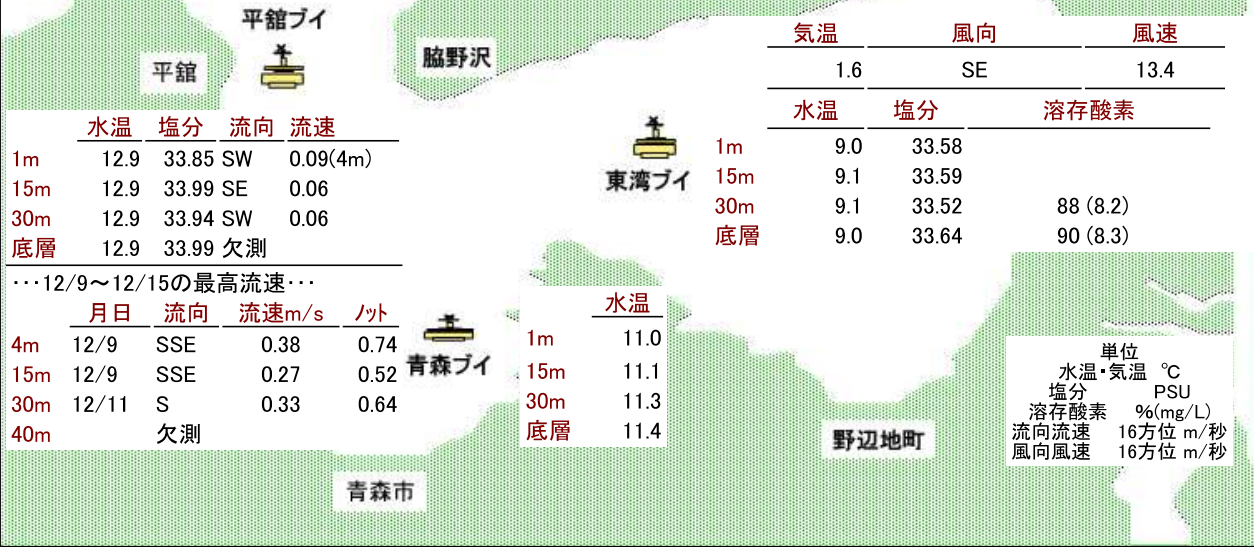 平舘ブイ
平舘
脇野沢
水温 塩分 流向 流速
1m 12.9 33.85 SW 0.09(4m)
15m 12.9 33.99 SE 0.06
30m 12.9 33.94 SW 0.06
底層 12.9 33.99 欠測
･･･12/9～12/15の最高流速･･･
月日 流向 流速m/s ﾉｯﾄ
4m 12/9 SSE 0.38 0.74
15m 12/9 SSE 0.27 0.52
30m 12/11 S 0.33 0.64
40m 欠測
青森ブイ
水温
1m 11.0
15m 11.1
30m 11.3
底層 11.4
気温 風向 風速
1.6 SE 13.4
東湾ブイ
水温 塩分 溶存酸素
1m 9.0 33.58
15m 9.1 33.59
30m 9.1 33.52 88 (8.2)
底層 9.0 33.64 90 (8.3)
単位
水温・気温 ℃
塩分 PSU
溶存酸素 %(mg/L)
流向流速 16方位 m/秒
風向風速 16方位 m/秒
野辺地町
青森市